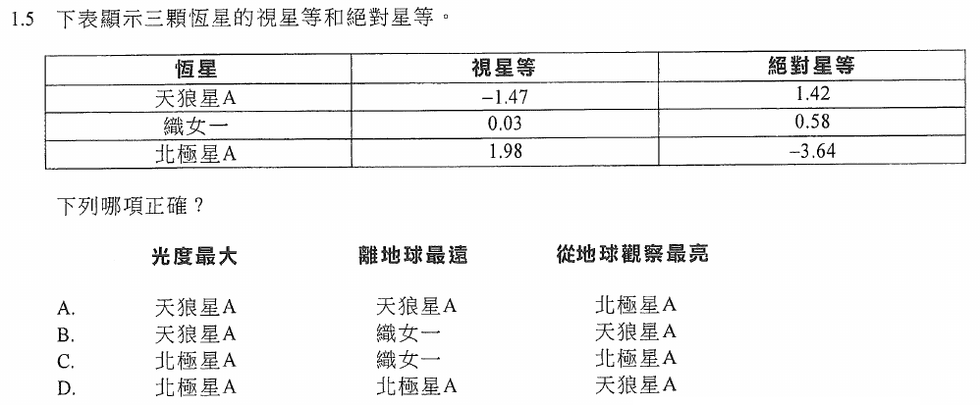 1.5 下表顯示三顆恆星的視星等和絕對星等。
恆星 視星等 絕對星等
天狼星A –1.47 1.42
織女一 0.03 0.58
北極星A 1.98 –3.64
下列哪項正確?
光度最大 離地球最遠 從地球觀察最亮
A. 天狼星A 天狼星A 北極星A
B. 天狼星A 織女一 天狼星A
C. 北極星A 織女一 北極星A
D. 北極星A 北極星A 天狼星A